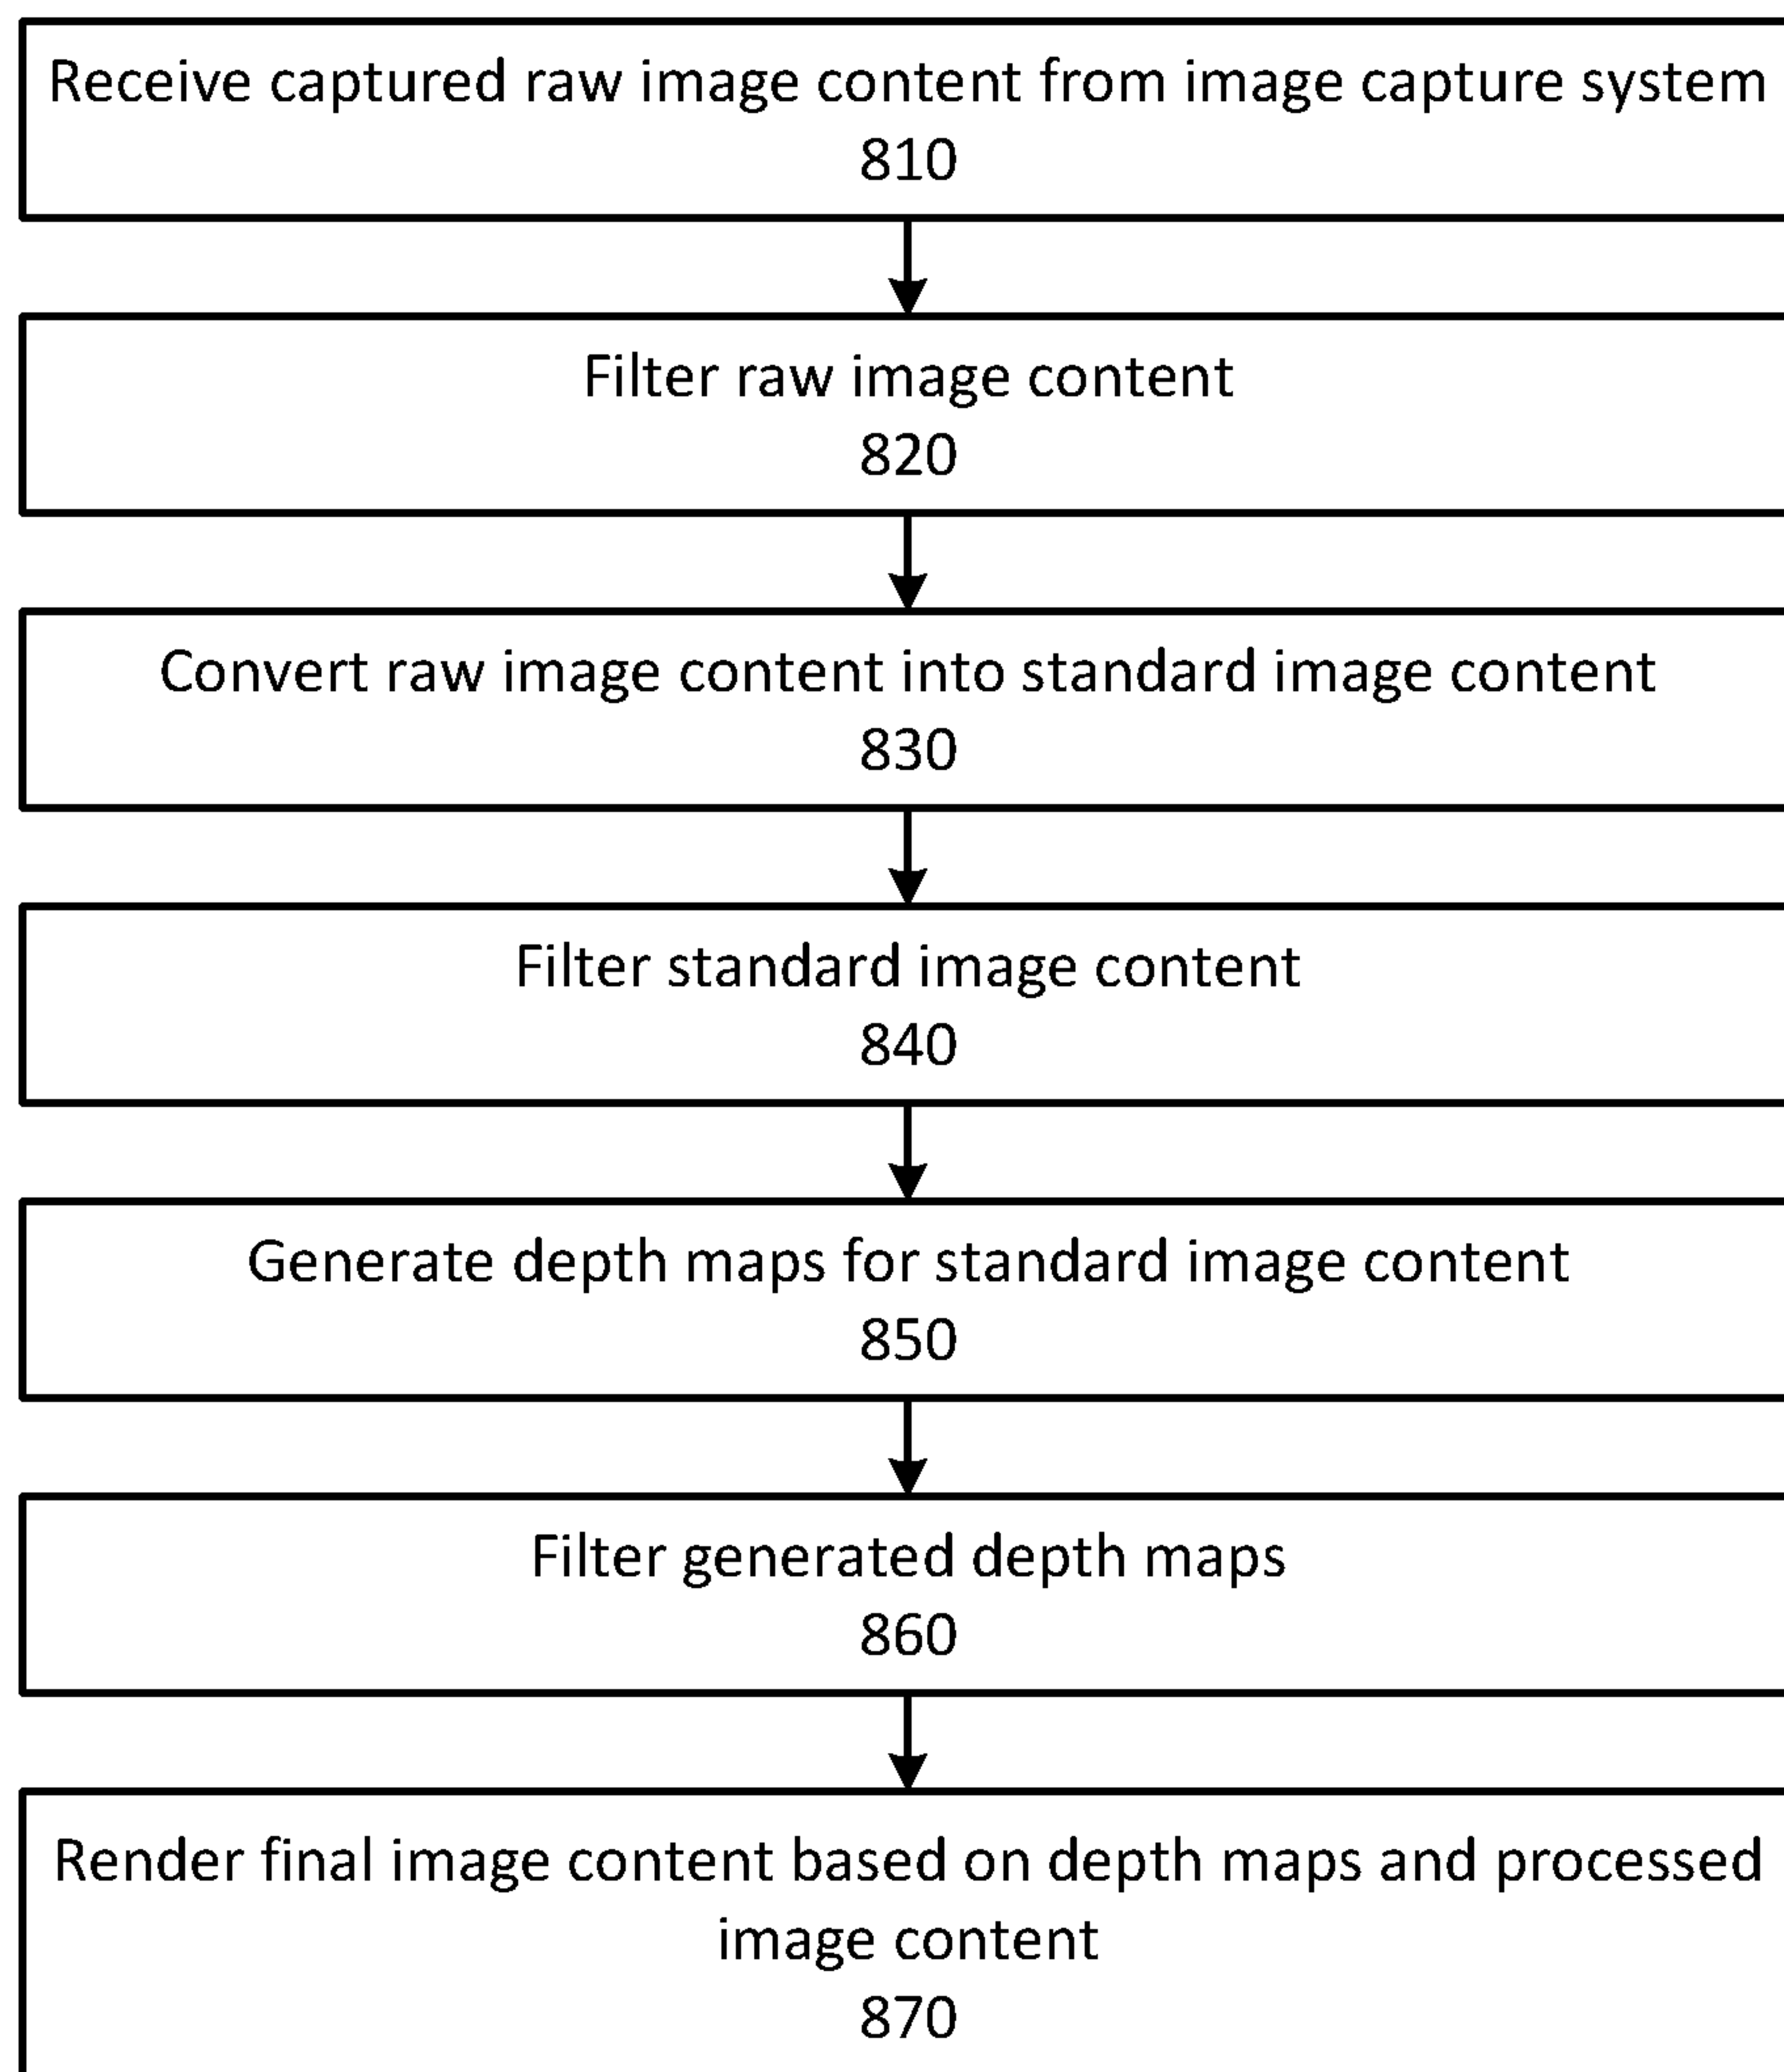 Receive captured raw image content from image capture system
810
Filter raw image content
820
Convert raw image content into standard image content
830
Filter standard image content
840
Generate depth maps for standard image content
850
Filter generated depth maps
860
Render final image content based on depth maps and processed
image content
870